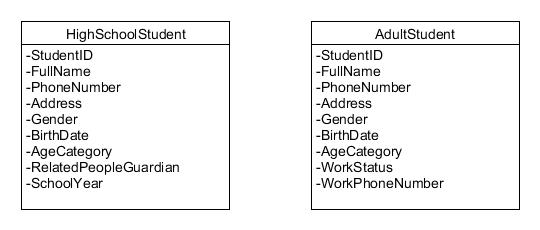 HighSchoolStudent
-StudentID
-FullName
-PhoneNumber
-Address
-Gender
-BirthDate
-AgeCategory
-RelatedPeopleGuardian
-SchoolYear
AdultStudent
-StudentID
-FullName
-PhoneNumber
-Address
-Gender
-BirthDate
-AgeCategory
-WorkStatus
-WorkPhoneNumber